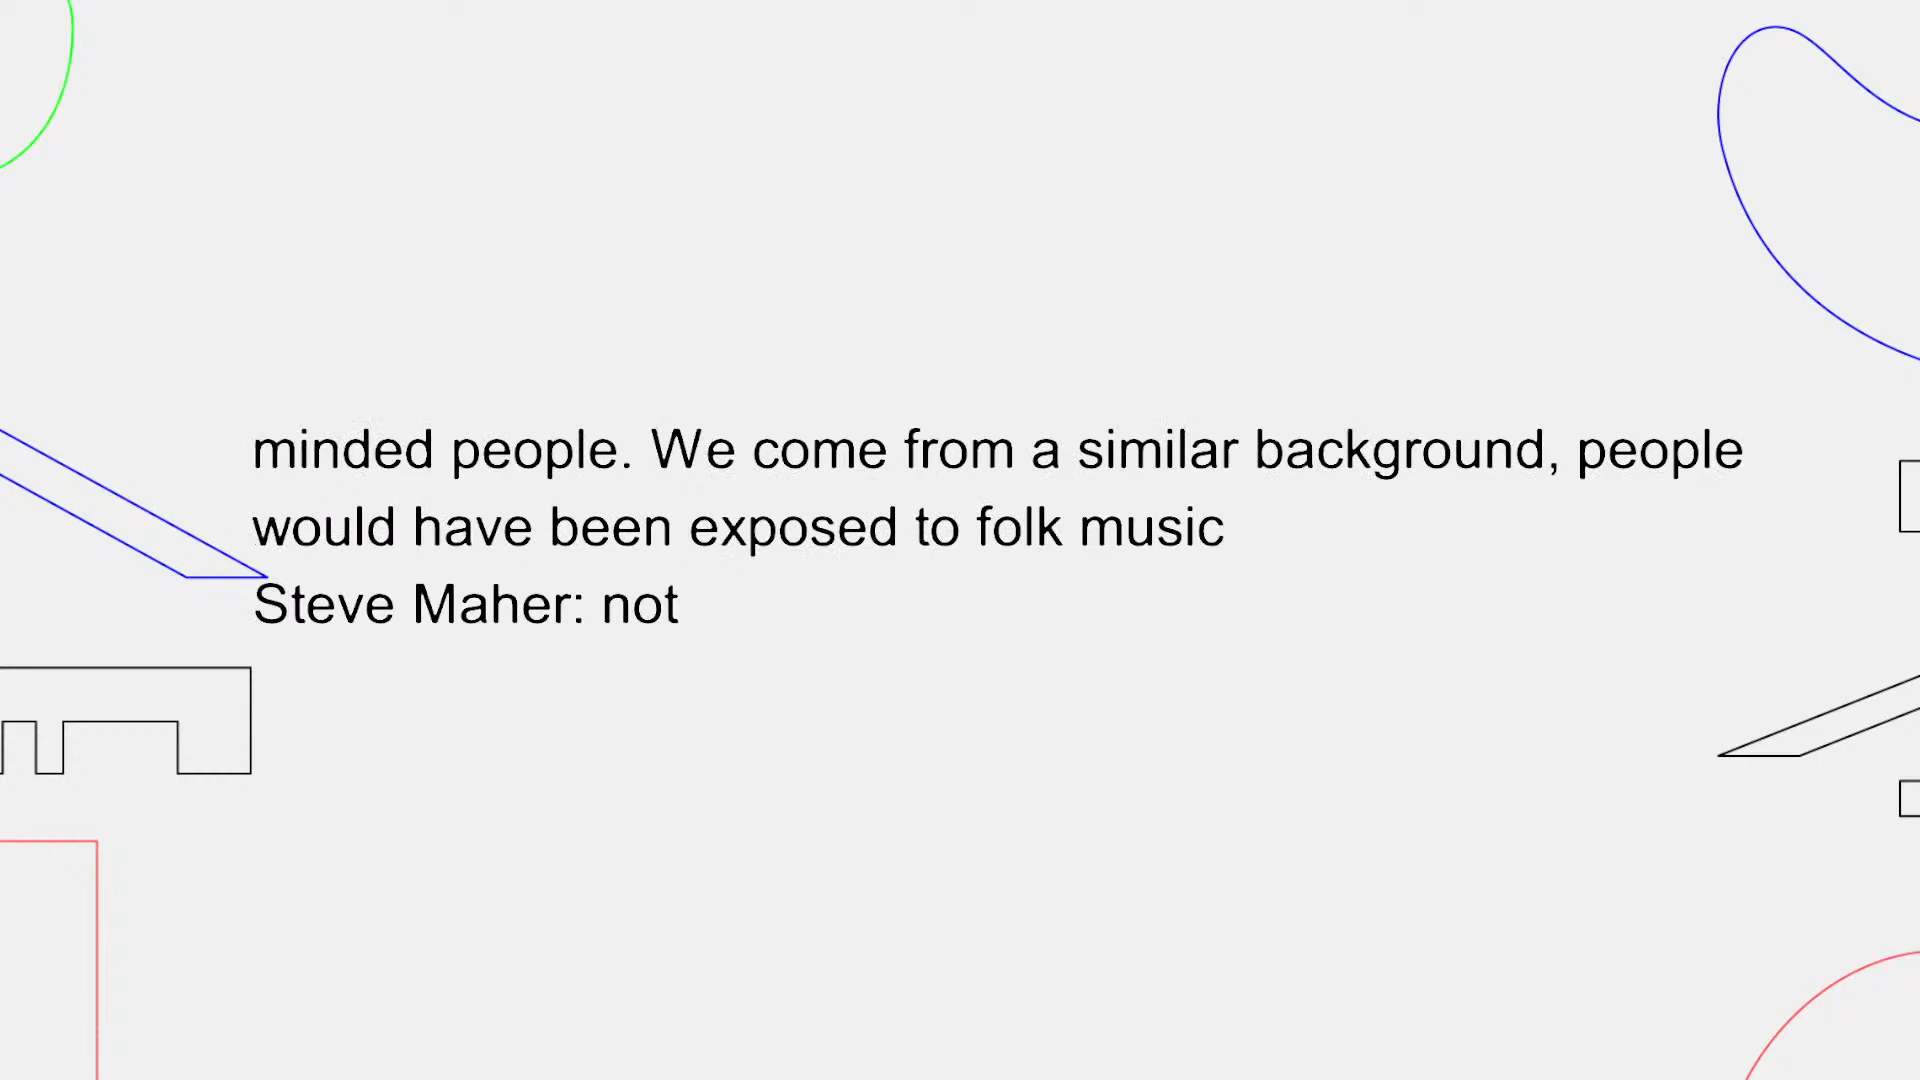 minded people. We come from a similar background, people
would have been exposed to folk music
Steve Maher: not